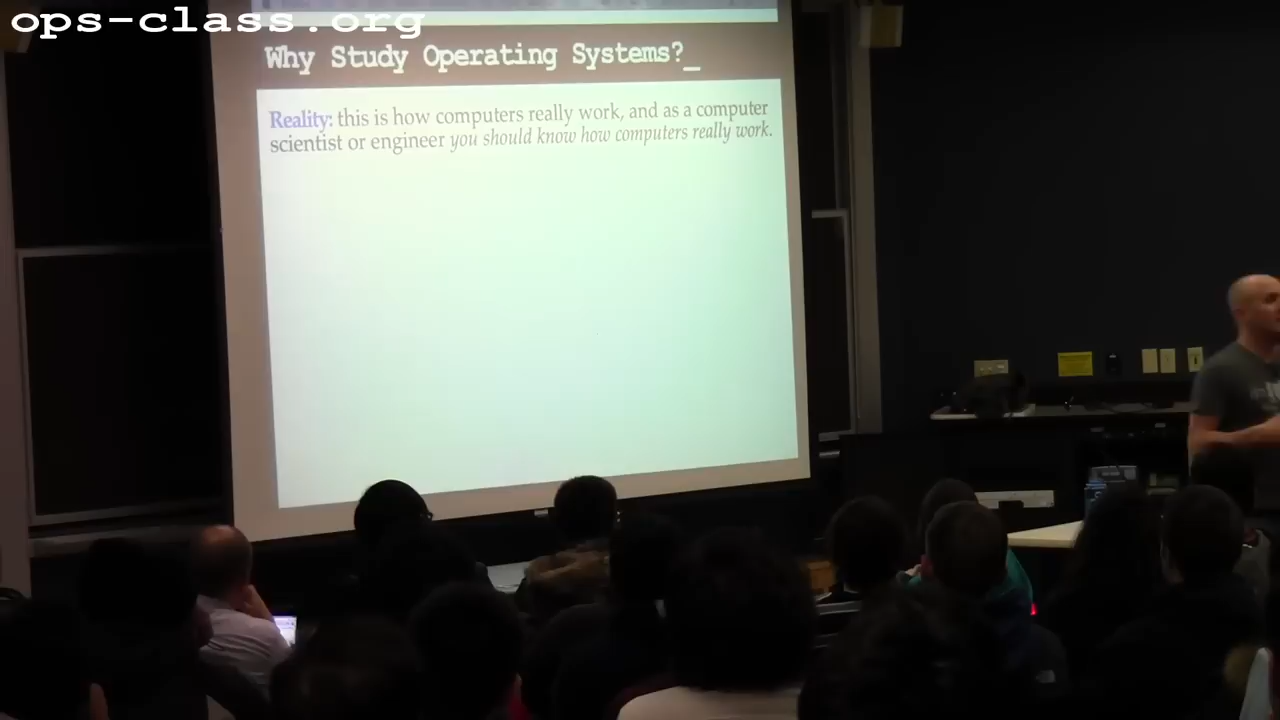 ops-class.org
Why Study Operating Systems?_
Reality: this is how computers really work, and as a computer
scientist or engineer you should know how computers really work.